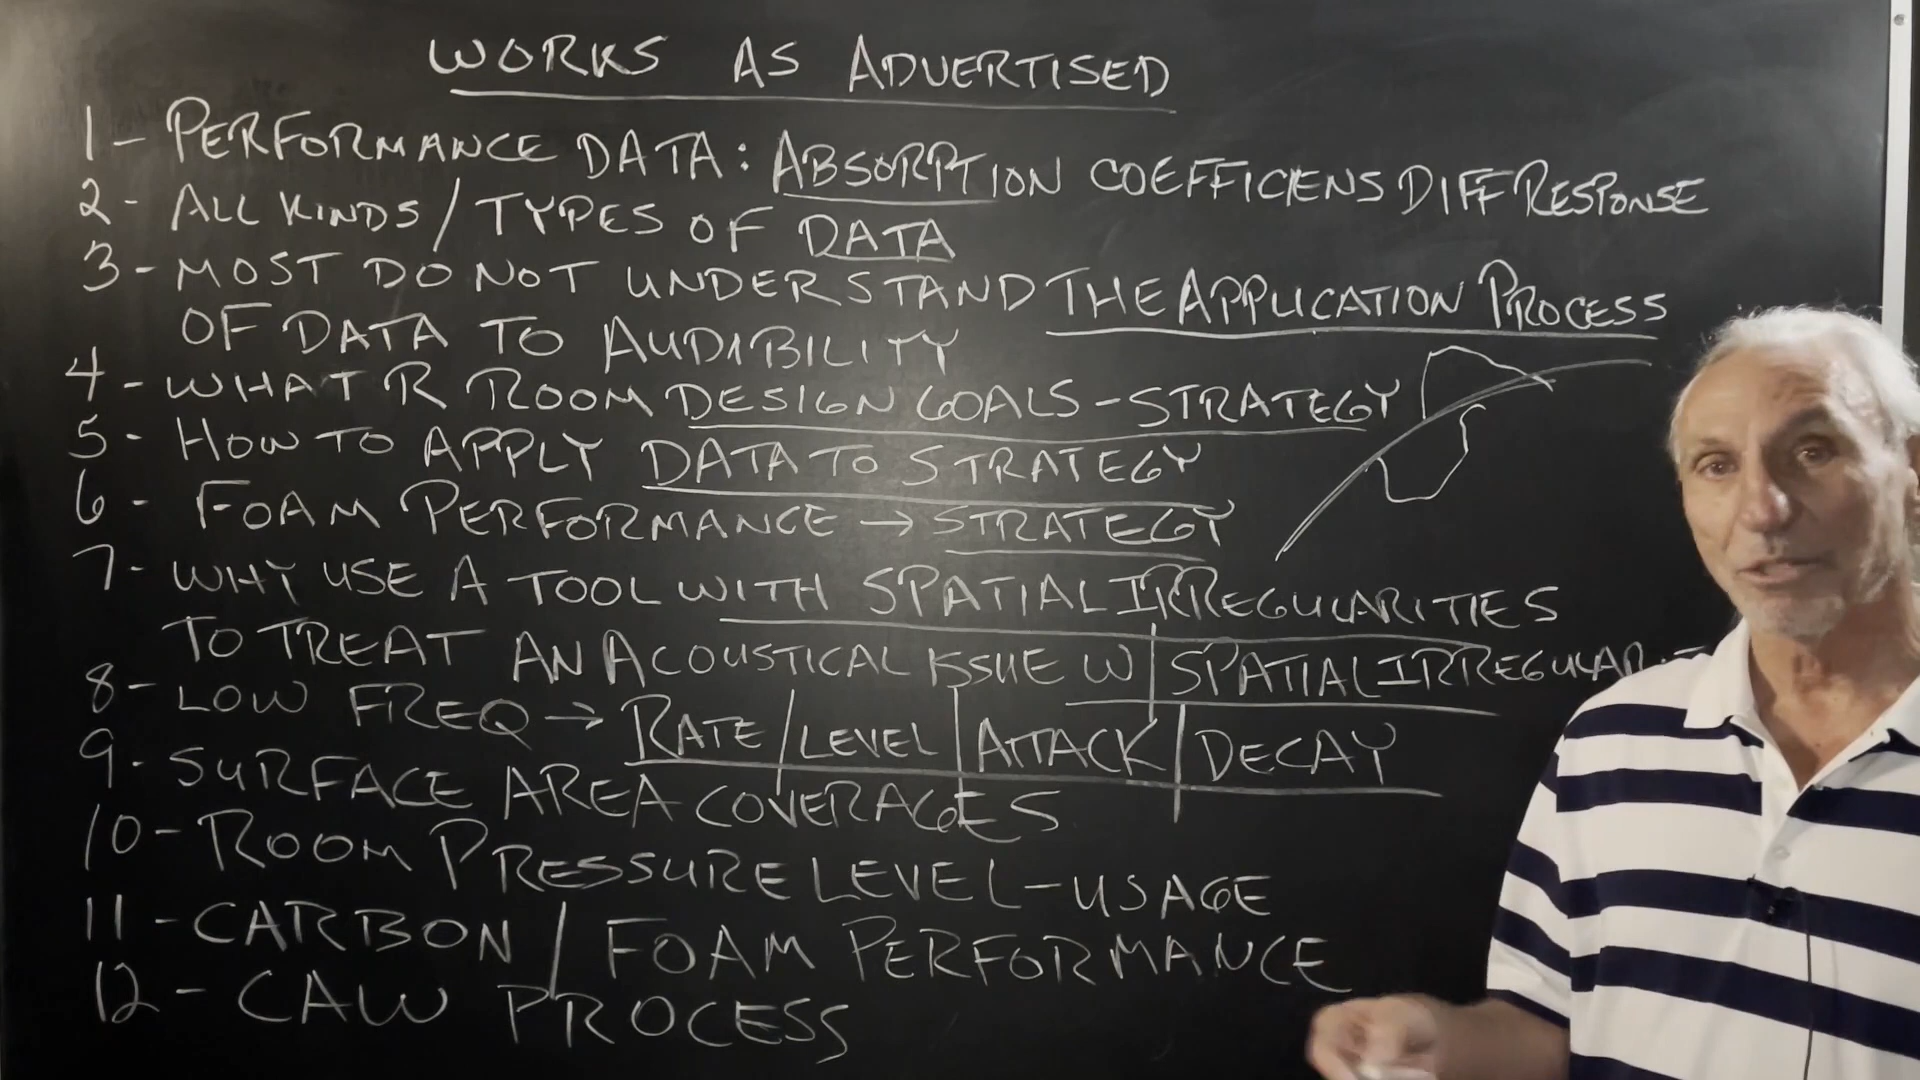 WORKS AS ADVERTISED
1- PERFORMANCE DATA: ABSORPTION COEFFICIENS DIFF RESPONSE
2- ALL KINDS/TYPES OF DATA
3- MOST DO NOT UNDERSTAND THE APPLICATION PROCESS
OF DATA TO AUDIBILITY
4- WHAT R ROOM DESIGN GOALS-STRATEGY
5- HOW TO APPLY DATA TO STRATEGY
6- FOAM PERFORMANCE → STRATEGY
7- WHY USE A TOOL WITH SPATIAL IRREGULARITIES
TO TREAT AN ACOUSTICAL ISSUE W SPATIAL
8- LOW FREQ → RATE/LEVEL|ATTACK|DECAY
9- SURFACE AREA COVERAGES
10- ROOM PRESSURE LEVEL-USAGE
11- CARBON/FOAM PERFORMANCE
12- CAW PROCESS